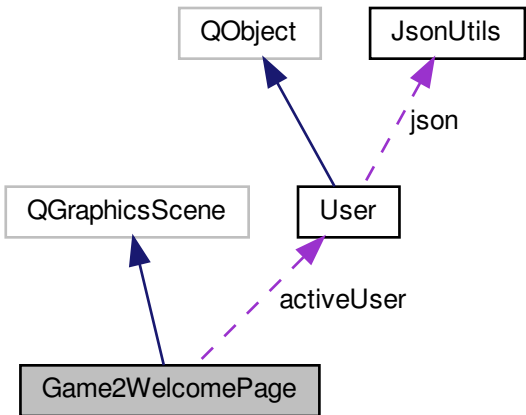 QObject
JsonUtils
json
QGraphicsScene
User
activeUser
Game2WelcomePage